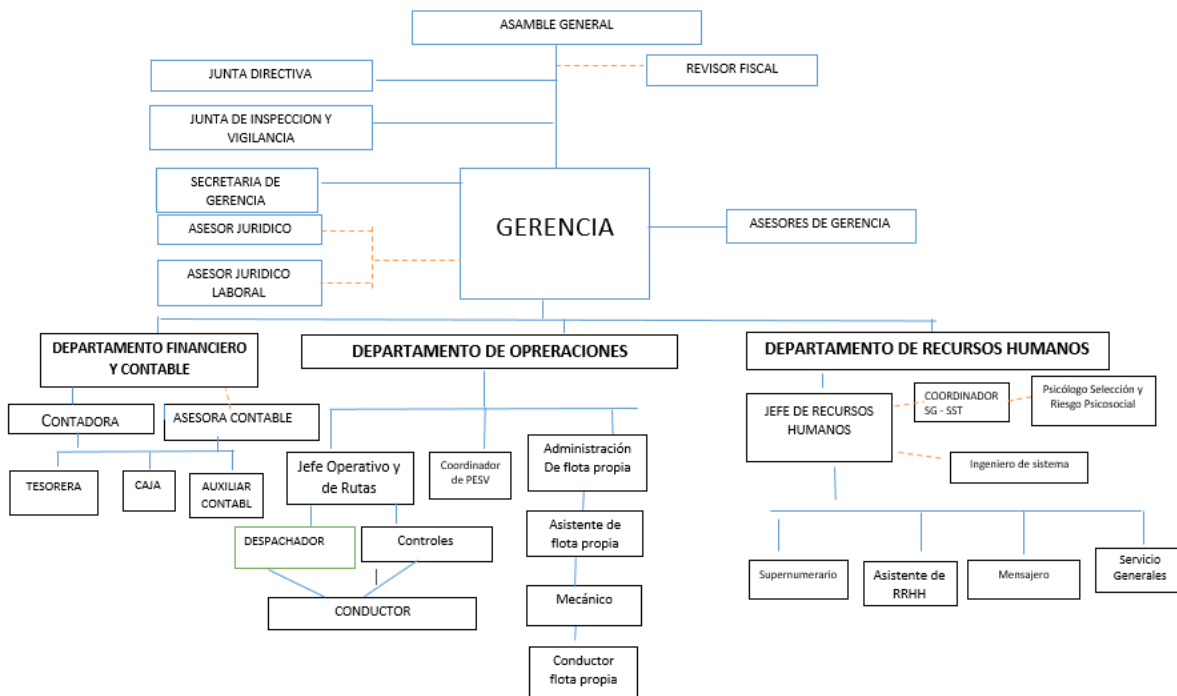 ASAMBLE GENERAL
REVISOR FISCAL
JUNTA DIRECTIVA
JUNTA DE INSPECCION Y
VIGILANCIA
SECRETARIA DE
GERENCIA
GERENCIA
ASESORES DE GERENCIA
ASESOR JURIDICO
ASESOR JURIDICO
LABORAL
DEPARTAMENTO FINANCIERO
Y CONTABLE
DEPARTAMENTO DE OPRERACIONES
DEPARTAMENTO DE RECURSOS HUMANOS
CONTADORA
ASESORA CONTABLE
TESORERA
CAJA
AUXILIAR
CONTABL
Jefe Operativo y
de Rutas
Coordinador
de PESV
Administración
De flota propia
DESPACHADOR
Controles
CONDUCTOR
Asistente de
flota propia
Mecánico
Conductor
flota propia
JEFE DE RECURSOS
HUMANOS
COORDINADOR
SG - SST
Psicólogo Selección y
Riesgo Psicosocial
Ingeniero de sistema
Supernumerario
Asistente de
RRHH
Mensajero
Servicio
Generales